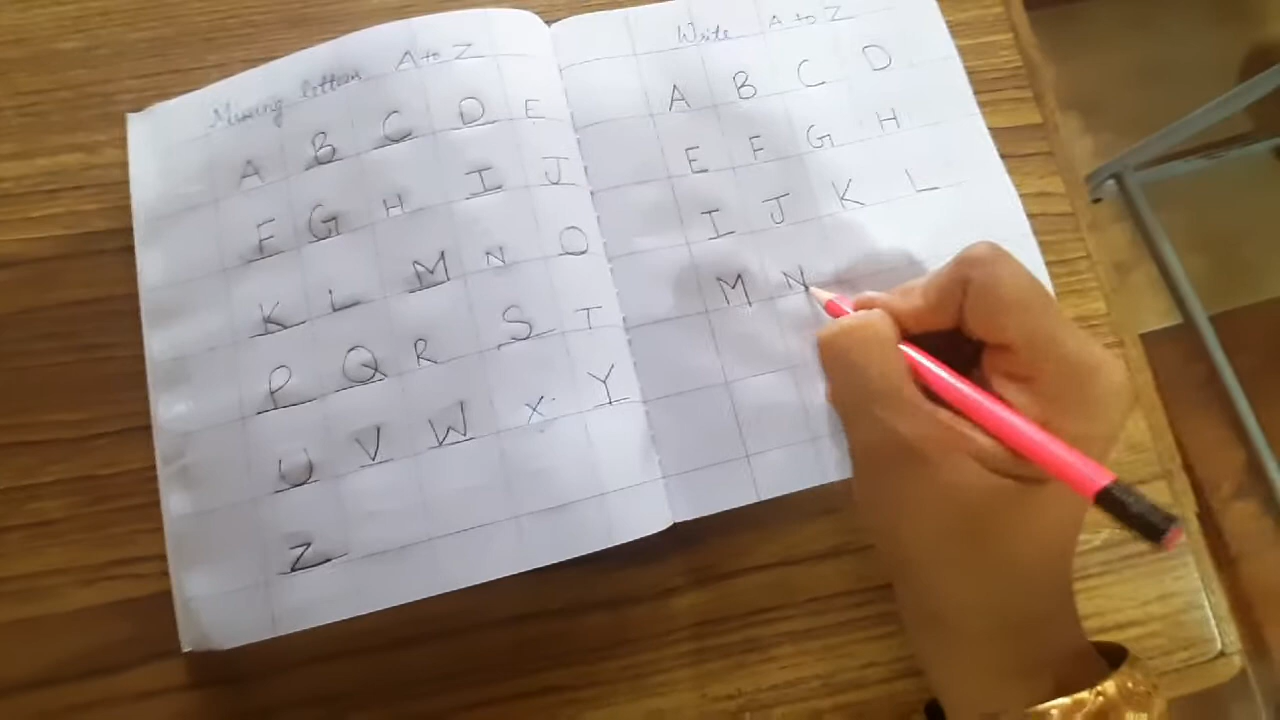 Missing letters A to Z
A B C D E
F G H I J
K L M N O
P Q R S T
U V W X Y
Z
Write A to Z
A B C D
E F G H
I J K L
M N